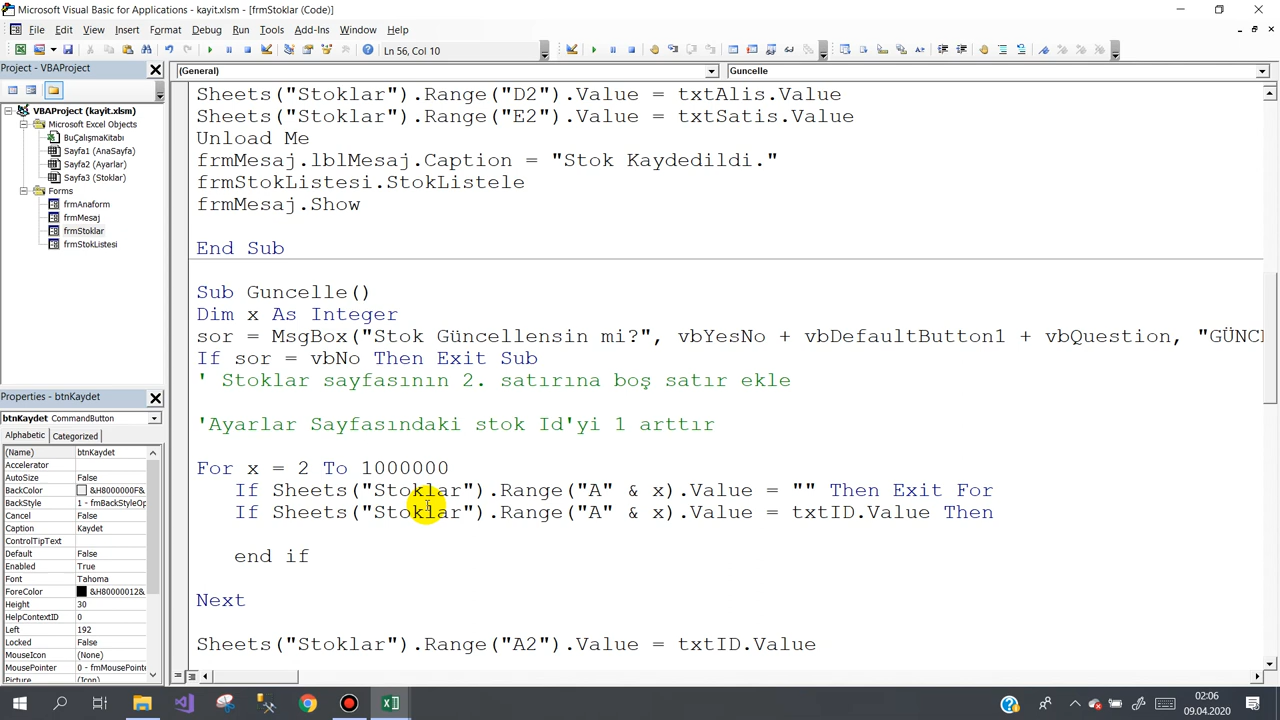 Microsoft Visual Basic for Applications - kayit.xlsm - [frmStoklar (Code)]
File Edit View Insert Format Debug Run Tools Add-Ins Window Help
Ln 56, Col 10
Project - VBAProject
(General)
Guncelle
VBAProject (kayit.xlsm)
Microsoft Excel Objects
BuÇalışmaKitabı
Sayfa1 (AnaSayfa)
Sayfa2 (Ayarlar)
Sayfa3 (Stoklar)
Forms
frmAnaform
frmMesaj
frmStoklar
frmStokListesi
Properties - btnKaydet
btnKaydet CommandButton
Alphabetic Categorized
(Name) btnKaydet
Accelerator
AutoSize False
BackColor &H8000000F&
BackStyle 1 - fmBackStyleOp
Cancel False
Caption Kaydet
ControlTipText
Default False
Enabled True
Font Tahoma
ForeColor &H80000012&
Height 30
HelpContextID 0
Left 192
Locked False
MouseIcon (None)
MousePointer 0 - fmMousePointe
Picture (None)
Sheets("Stoklar").Range("D2").Value = txtAlis.Value
Sheets("Stoklar").Range("E2").Value = txtSatis.Value
Unload Me
frmMesaj.lblMesaj.Caption = "Stok Kaydedildi."
frmStokListesi.StokListele
frmMesaj.Show
End Sub
Sub Guncelle()
Dim x As Integer
sor = MsgBox("Stok Güncellensin mi?", vbYesNo + vbDefaultButton1 + vbQuestion, "GÜNC
If sor = vbNo Then Exit Sub
' Stoklar sayfasının 2. satırına boş satır ekle
'Ayarlar Sayfasındaki stok Id'yi 1 arttır
For x = 2 To 1000000
If Sheets("Stoklar").Range("A" & x).Value = "" Then Exit For
If Sheets("Stoklar").Range("A" & x).Value = txtID.Value Then
end if
Next
Sheets("Stoklar").Range("A2").Value = txtID.Value
02:06
09.04.2020